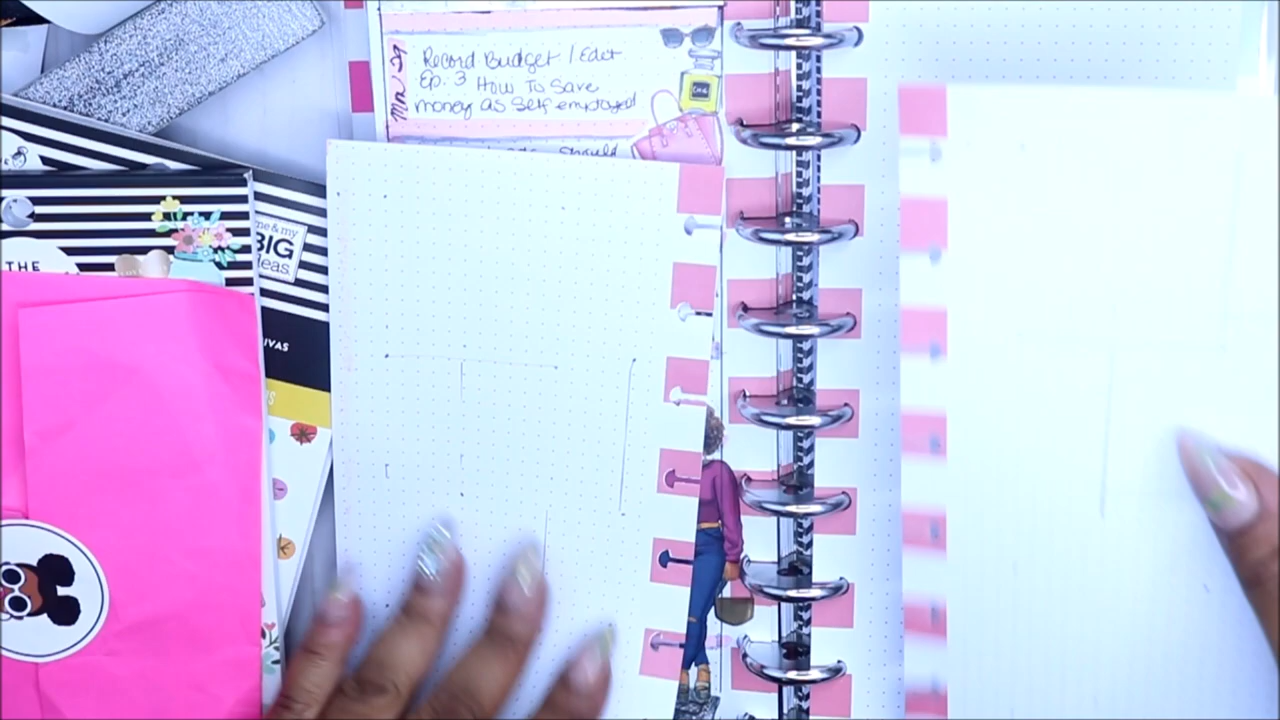 Record Budget / Edit
Ep. 3 How To Save
money as Self employed
Mon 29
should
me & my
BIG
ideas.
THE